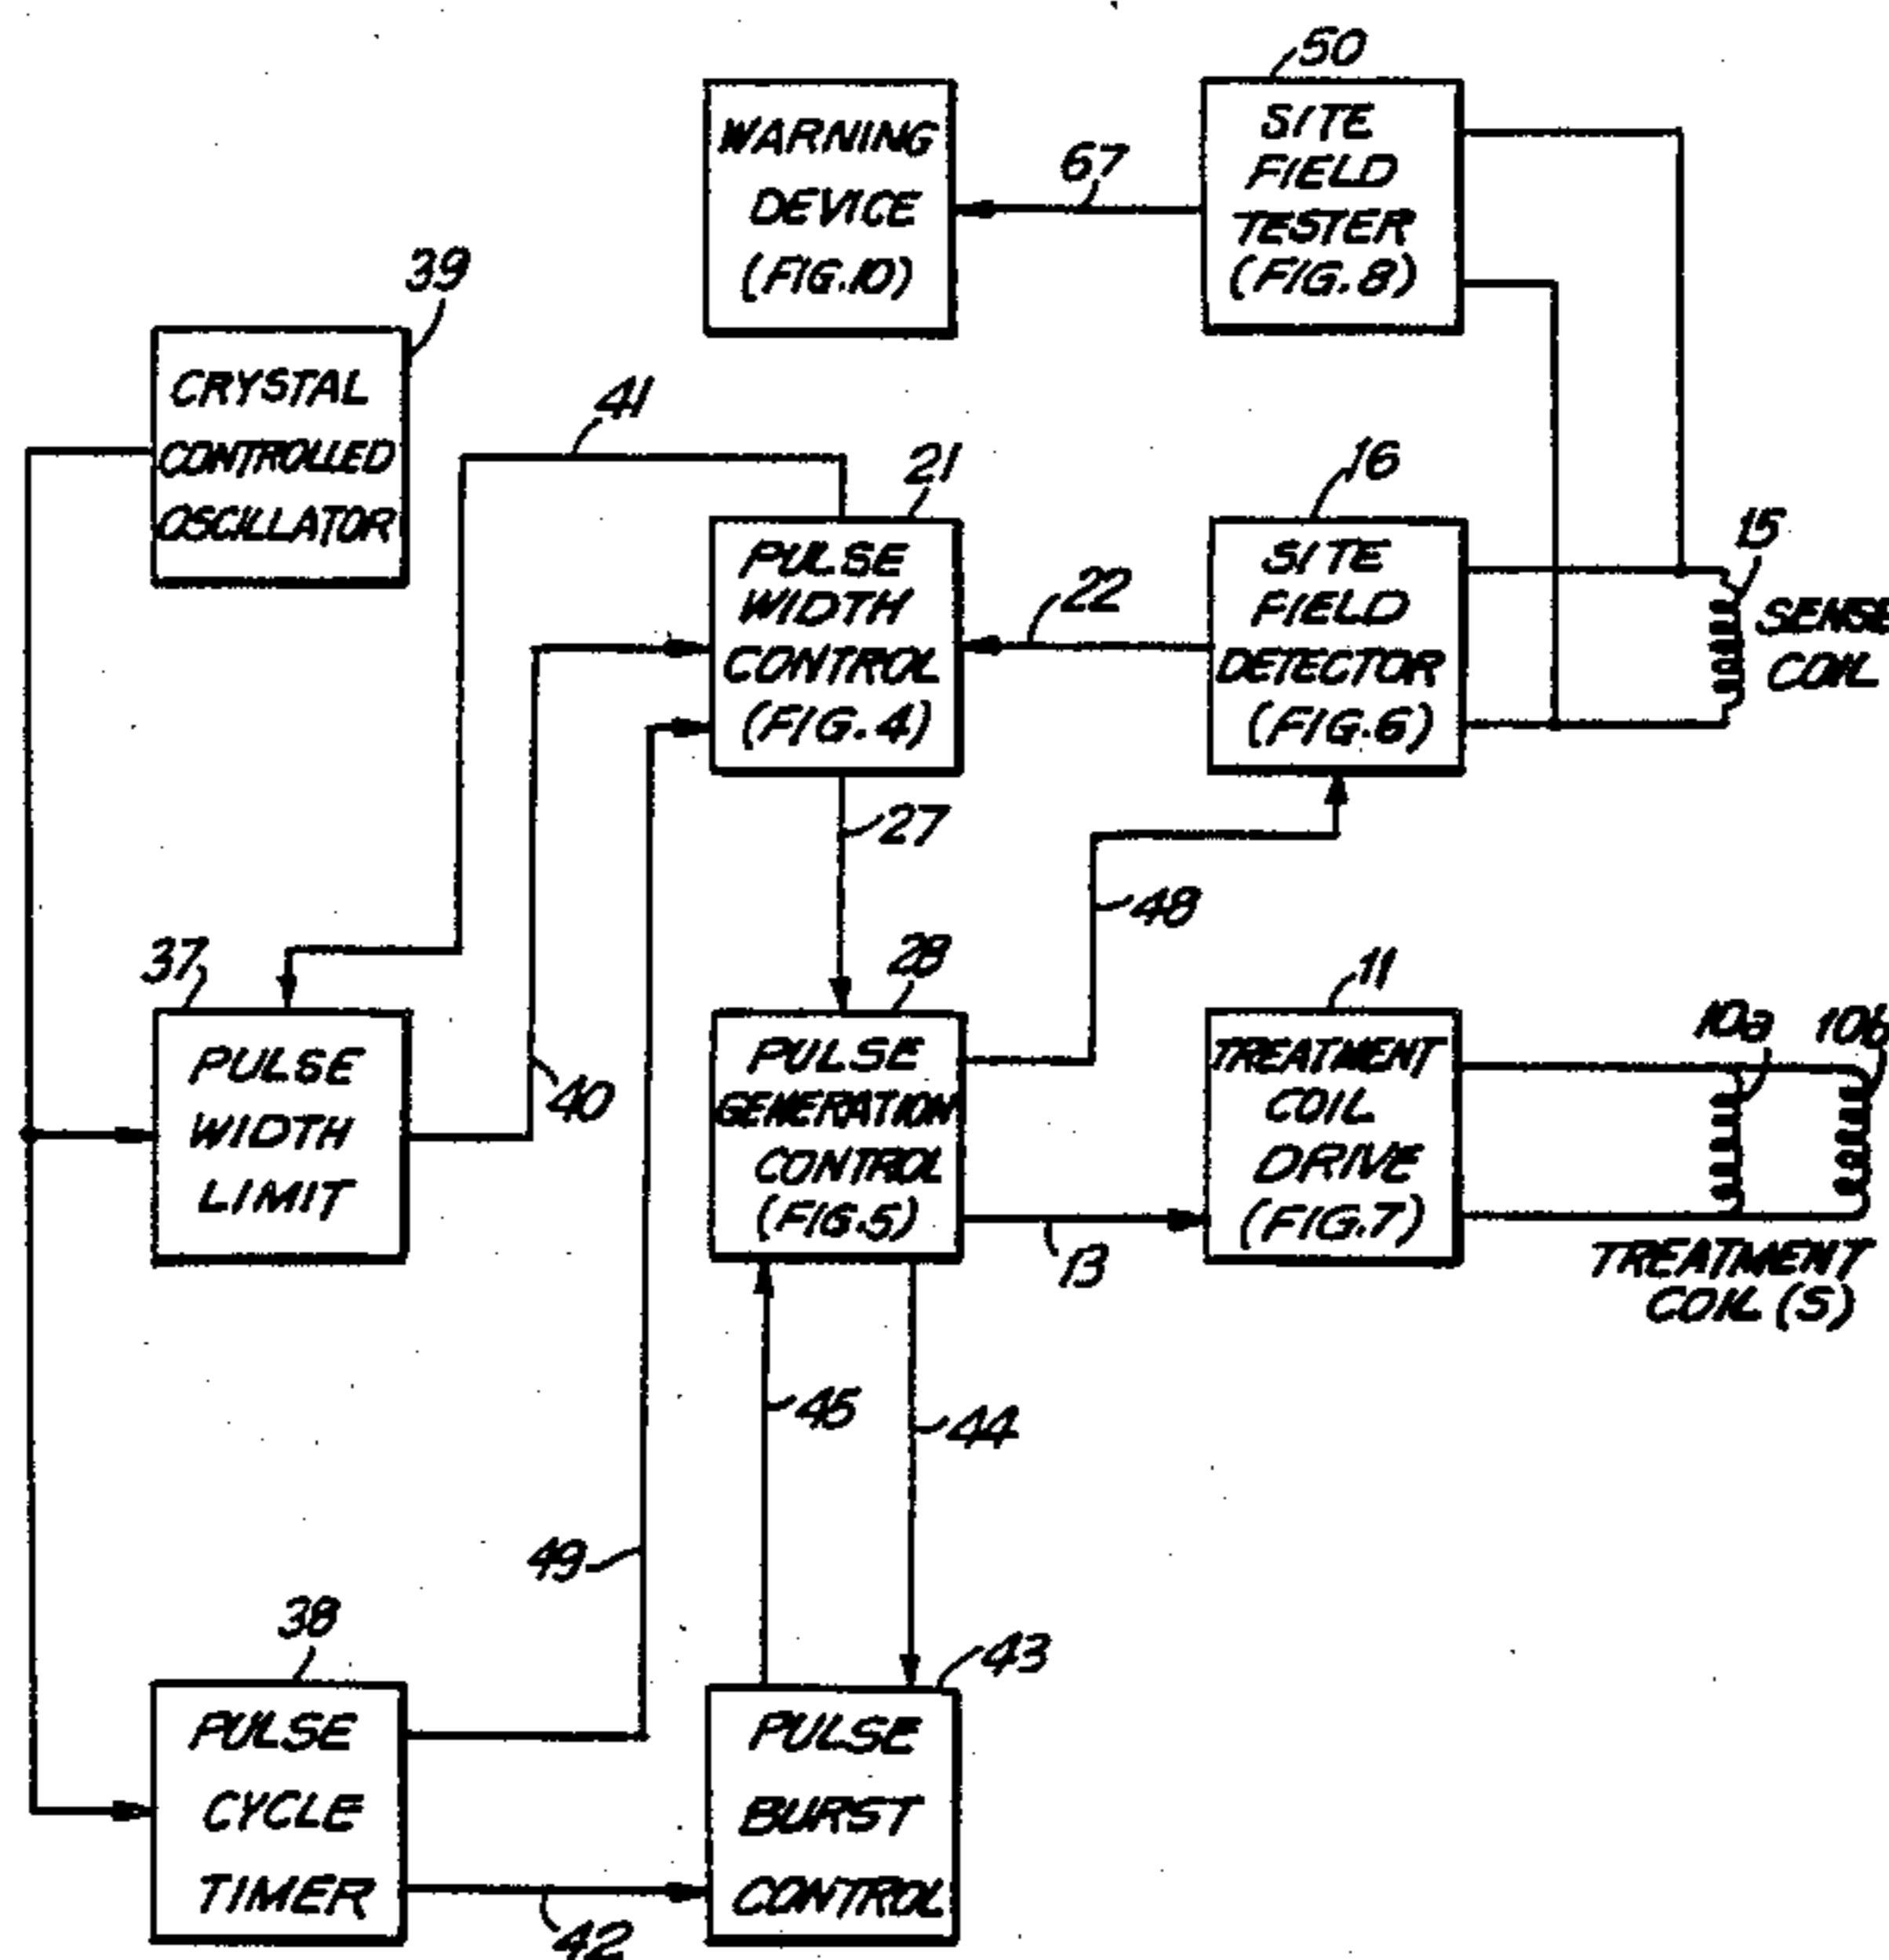 50
WARNING
DEVICE
(FIG.10)
67
SITE
FIELD
TESTER
(FIG.8)
39
CRYSTAL
CONTROLLED
OSCILLATOR
41
21
PULSE
WIDTH
CONTROL
(FIG.4)
22
16
SITE
FIELD
DETECTOR
(FIG.6)
15
SENSE
COIL
27
48
37
PULSE
WIDTH
LIMIT
40
28
PULSE
GENERATION
CONTROL
(FIG.5)
13
11
TREATMENT
COIL
DRIVE
(FIG.7)
10a
10b
TREATMENT
COIL(S)
45
44
49
38
PULSE
CYCLE
TIMER
42
43
PULSE
BURST
CONTROL